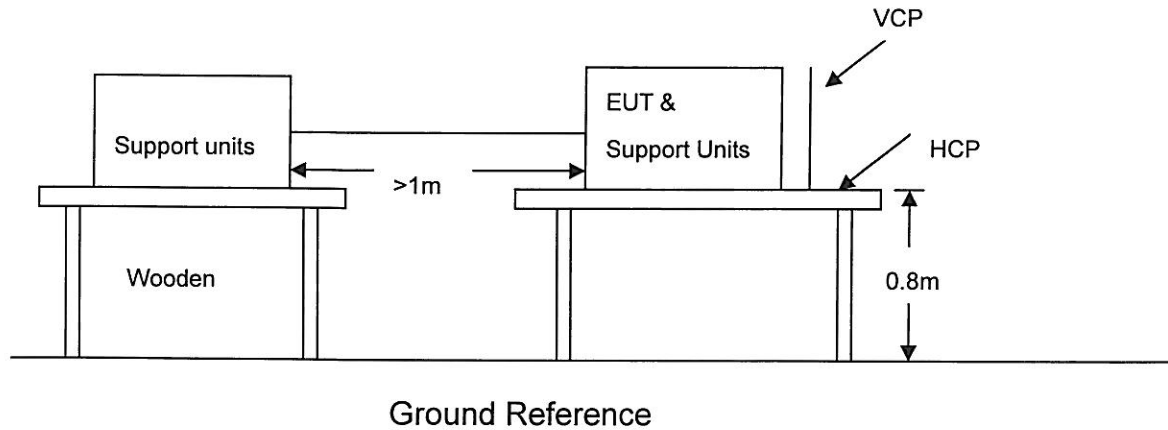 VCP
EUT &
Support units
Support Units
HCP
>1m
Wooden
0.8m
Ground Reference